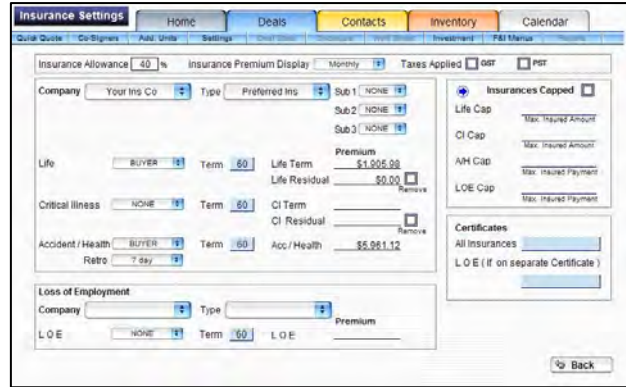 Insurance Settings Home Deals Contacts Inventory Calendar
Quick Quote Co-Signers Add. Units Settings Investment F&I Menus
Insurance Allowance 40 % Insurance Premium Display Monthly Taxes Applied GST PST
Company Your Ins Co Type Preferred Ins Sub 1 NONE
Sub 2 NONE
Sub 3 NONE
Premium
Life BUYER Term 60 Life Term $1,905.98
Life Residual $0.00
Remove
Critical Illness NONE Term 60 CI Term
CI Residual
Remove
Accident / Health BUYER Term 60 Acc / Health $5,961.12
Retro 7 day
Insurances Capped
Life Cap
Max. Insured Amount
CI Cap
Max. Insured Amount
A/H Cap
Max. Insured Payment
LOE Cap
Max. Insured Payment
Certificates
All Insurances
L O E ( if on separate Certificate )
Loss of Employment
Company Type
Premium
L O E NONE Term 60 L O E
Back